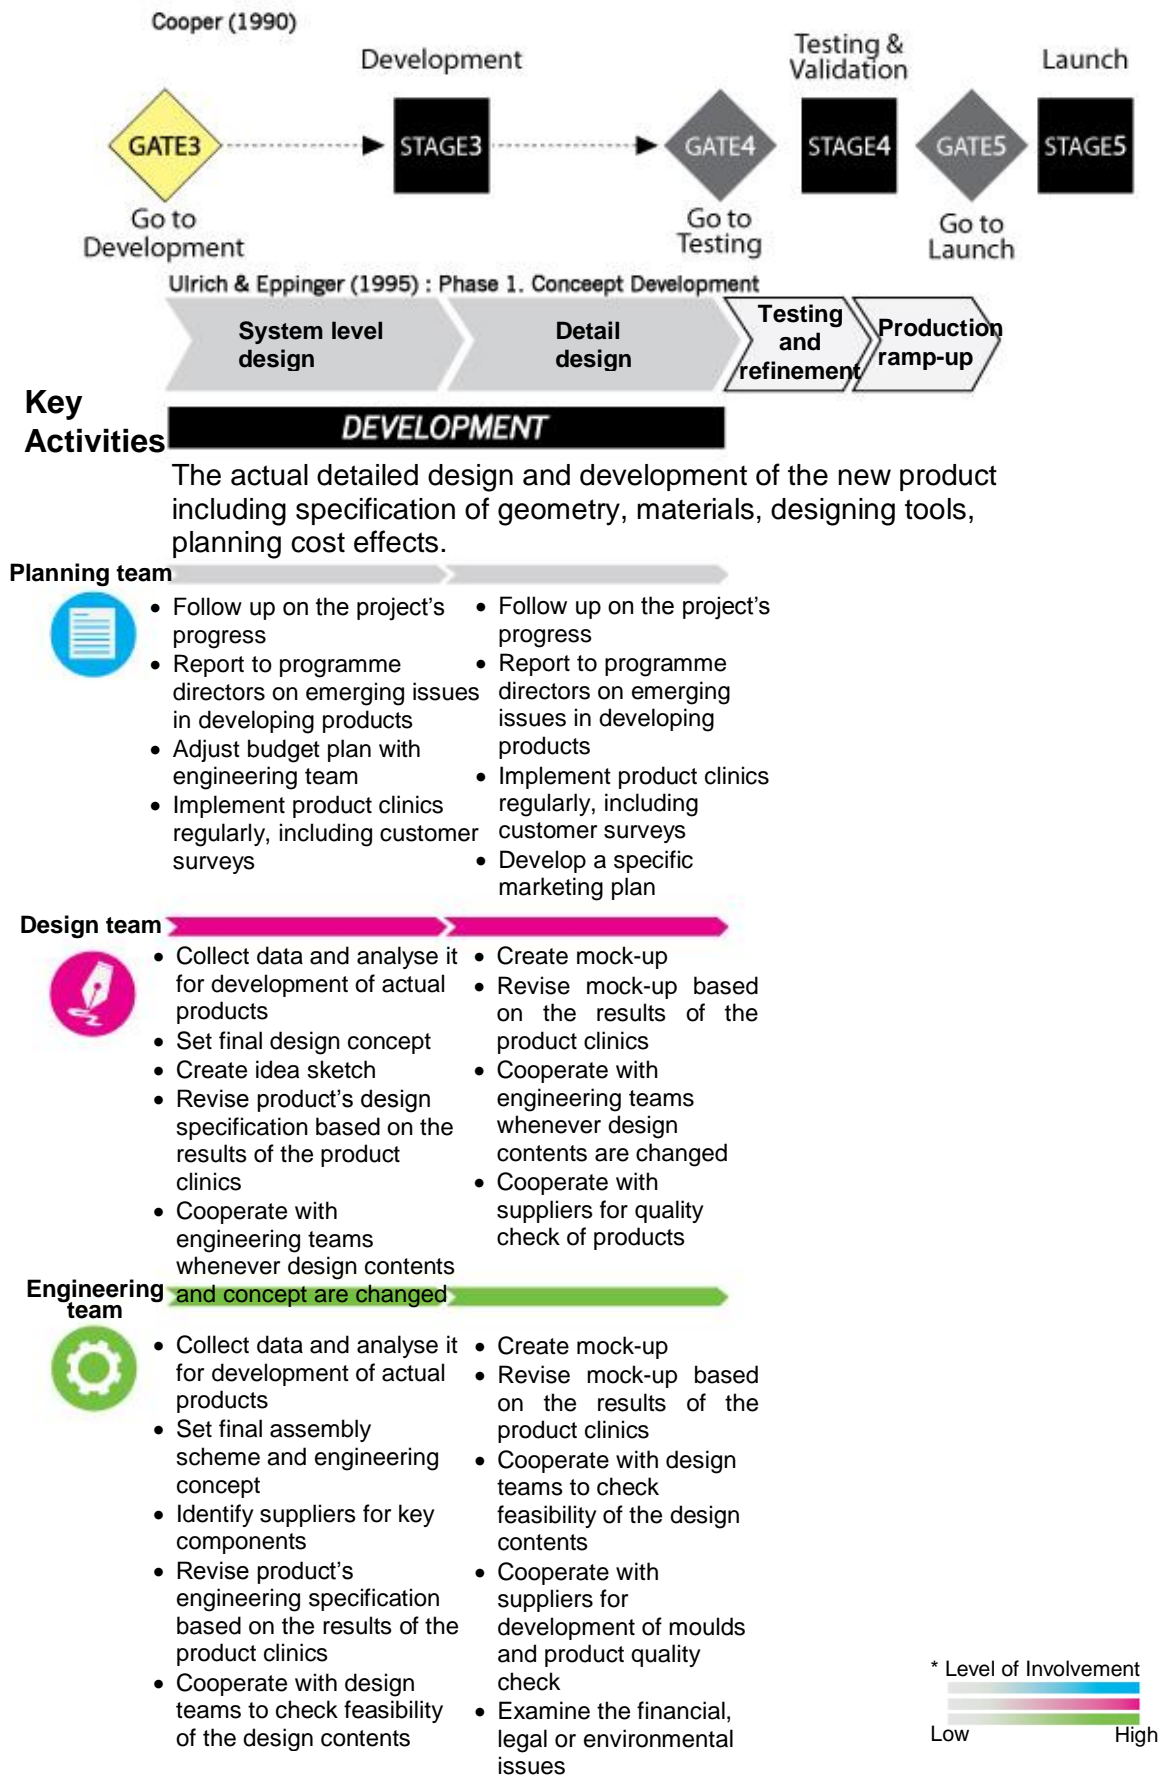 Cooper (1990)
Development
Testing &
Validation
Launch
GATE3
STAGE3
GATE4
STAGE4
GATE5
STAGE5
Go to
Development
Go to
Testing
Go to
Launch
Ulrich & Eppinger (1995) : Phase 1. Conceept Development
System level
design
Detail
design
Testing
and
refinement
Production
ramp-up
Key
Activities
DEVELOPMENT
The actual detailed design and development of the new product
including specification of geometry, materials, designing tools,
planning cost effects.
Planning team
• Follow up on the project’s
progress
• Report to programme
directors on emerging issues
in developing products
• Adjust budget plan with
engineering team
• Implement product clinics
regularly, including customer
surveys
• Follow up on the project’s
progress
• Report to programme
directors on emerging
issues in developing
products
• Implement product clinics
regularly, including
customer surveys
• Develop a specific
marketing plan
Design team
• Collect data and analyse it
for development of actual
products
• Set final design concept
• Create idea sketch
• Revise product’s design
specification based on the
results of the product
clinics
• Cooperate with
engineering teams
whenever design contents
and concept are changed
• Create mock-up
• Revise mock-up based
on the results of the
product clinics
• Cooperate with
engineering teams
whenever design
contents are changed
• Cooperate with
suppliers for quality
check of products
Engineering
team
• Collect data and analyse it
for development of actual
products
• Set final assembly
scheme and engineering
concept
• Identify suppliers for key
components
• Revise product’s
engineering specification
based on the results of the
product clinics
• Cooperate with design
teams to check feasibility
of the design contents
• Create mock-up
• Revise mock-up based
on the results of the
product clinics
• Cooperate with design
teams to check
feasibility of the design
contents
• Cooperate with
suppliers for
development of moulds
and product quality
check
• Examine the financial,
legal or environmental
issues
* Level of Involvement
Low High